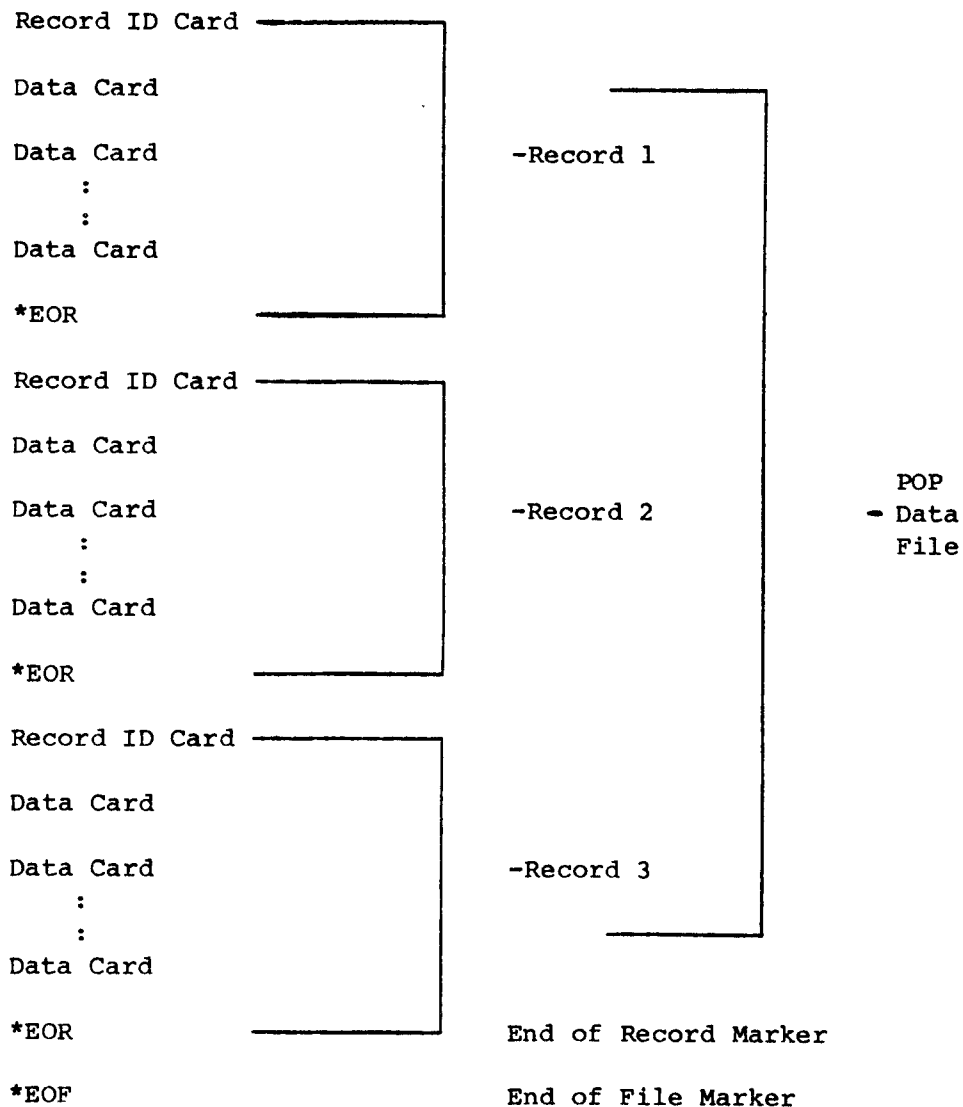 Record ID Card
Data Card
Data Card -Record 1
:
:
Data Card
*EOR
Record ID Card
Data Card
Data Card -Record 2
:
:
Data Card
*EOR
POP
- Data
File
Record ID Card
Data Card
Data Card -Record 3
:
:
Data Card
*EOR End of Record Marker
*EOF End of File Marker